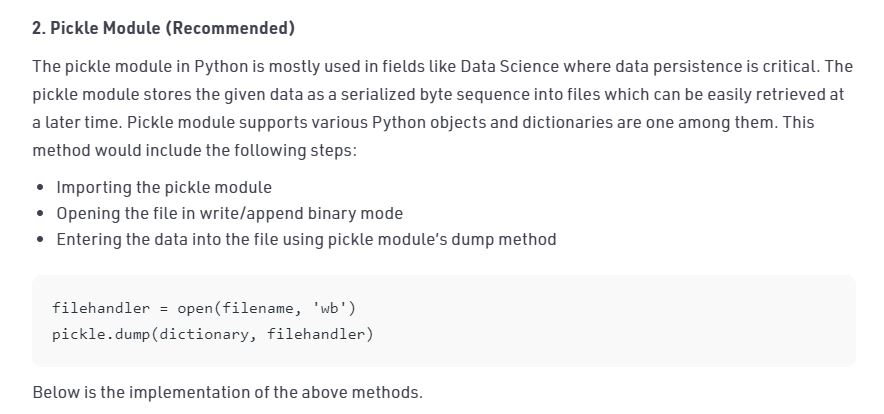 2. Pickle Module (Recommended)
The pickle module in Python is mostly used in fields like Data Science where data persistence is critical. The
pickle module stores the given data as a serialized byte sequence into files which can be easily retrieved at
a later time. Pickle module supports various Python objects and dictionaries are one among them. This
method would include the following steps:
• Importing the pickle module
• Opening the file in write/append binary mode
• Entering the data into the file using pickle module's dump method
filehandler = open(filename, 'wb')
pickle.dump(dictionary, filehandler)
Below is the implementation of the above methods.